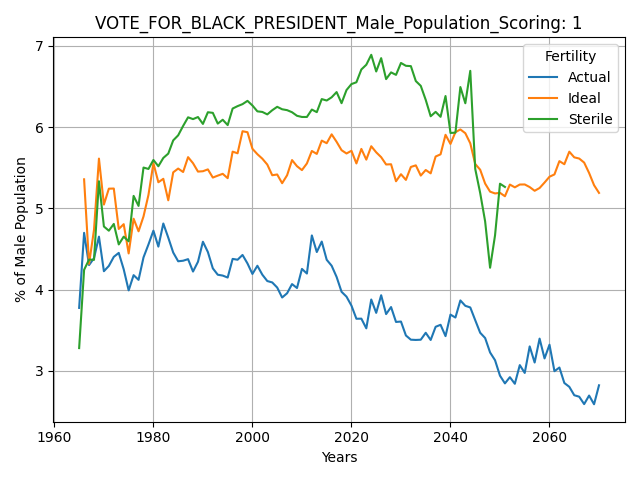 VOTE_FOR_BLACK_PRESIDENT_Male_Population_Scoring: 1
Fertility
Actual
Ideal
Sterile
% of Male Population
7
6
5
4
3
1960
1980
2000
2020
2040
2060
Years